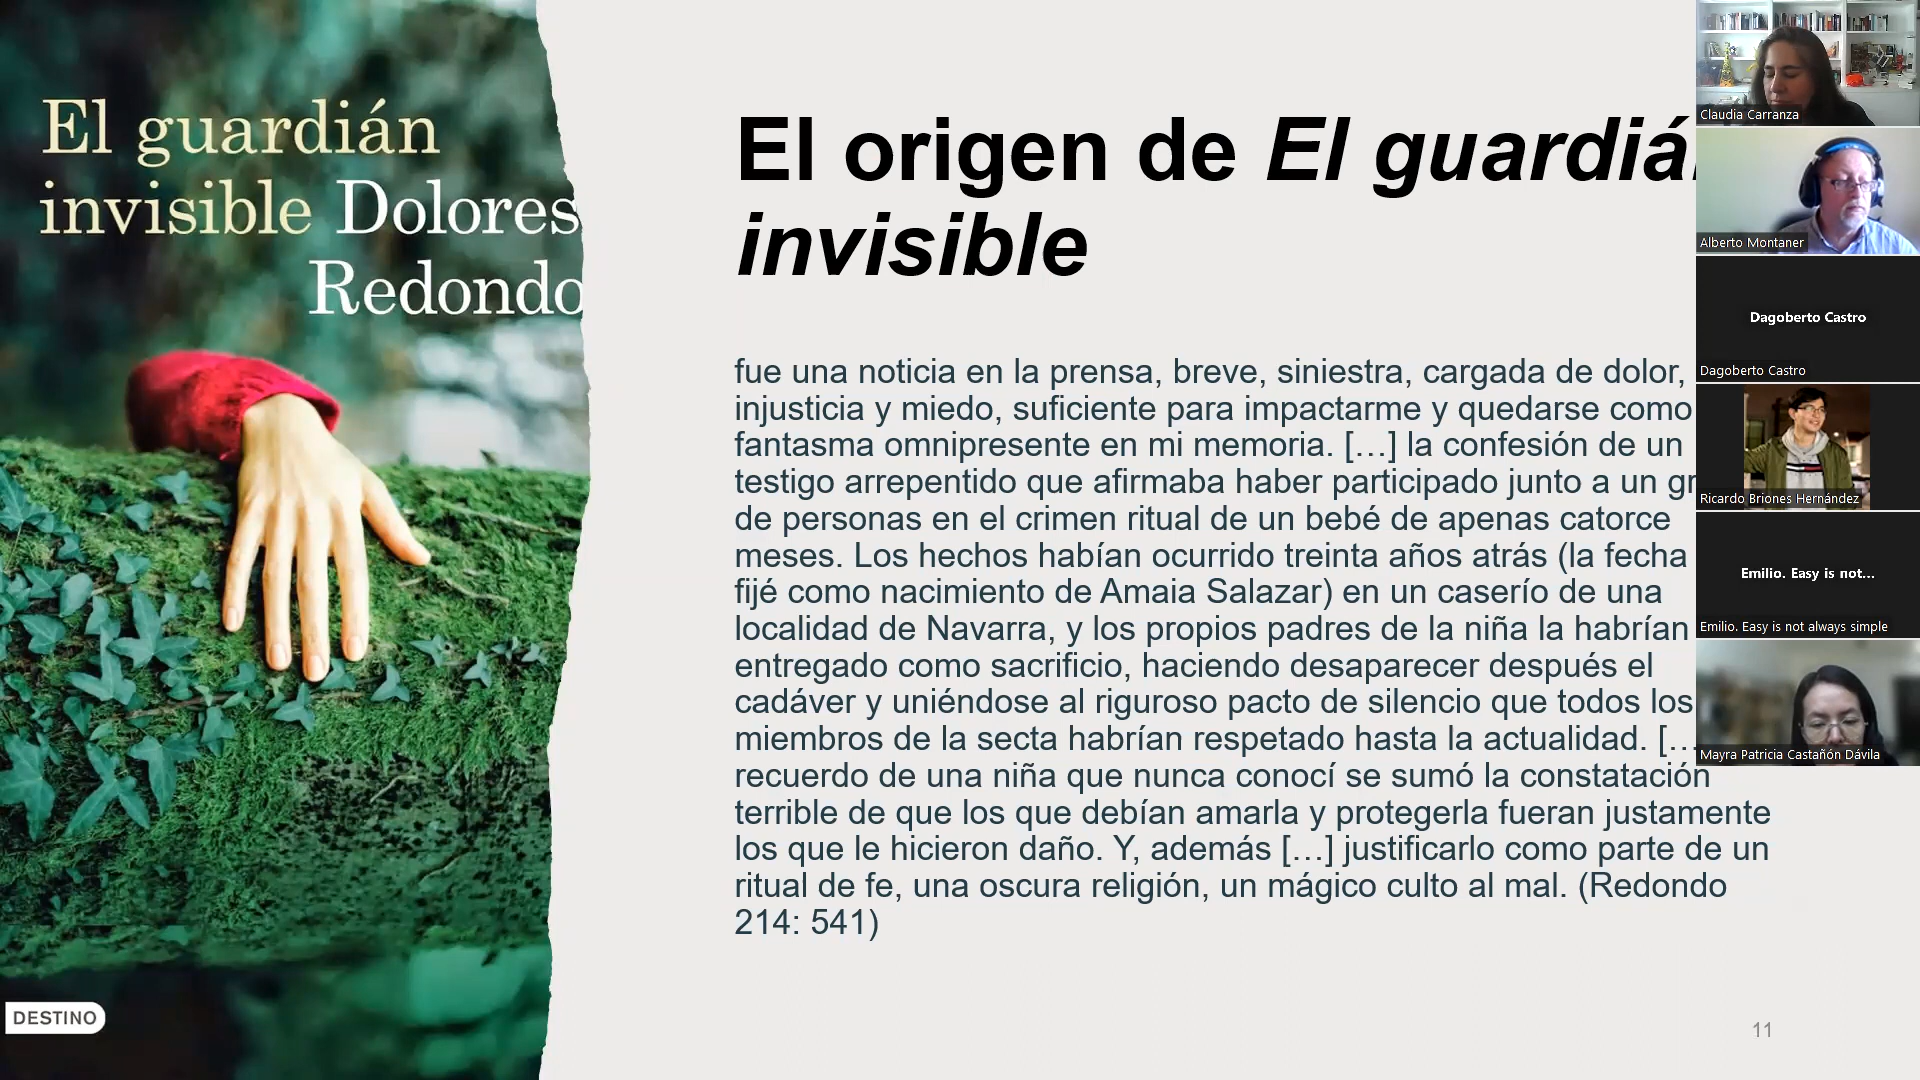 El guardián
invisible Dolores
Redondo
DESTINO
El origen de El guardiá
invisible
fue una noticia en la prensa, breve, siniestra, cargada de dolor,
injusticia y miedo, suficiente para impactarme y quedarse como
fantasma omnipresente en mi memoria. […] la confesión de un
testigo arrepentido que afirmaba haber participado junto a un gr
de personas en el crimen ritual de un bebé de apenas catorce
meses. Los hechos habían ocurrido treinta años atrás (la fecha
fijé como nacimiento de Amaia Salazar) en un caserío de una
localidad de Navarra, y los propios padres de la niña la habrían
entregado como sacrificio, haciendo desaparecer después el
cadáver y uniéndose al riguroso pacto de silencio que todos los
miembros de la secta habrían respetado hasta la actualidad. […
recuerdo de una niña que nunca conocí se sumó la constatación
terrible de que los que debían amarla y protegerla fueran justamente
los que le hicieron daño. Y, además […] justificarlo como parte de un
ritual de fe, una oscura religión, un mágico culto al mal. (Redondo
214: 541)
11
Claudia Carranza
Alberto Montaner
Dagoberto Castro
Dagoberto Castro
Ricardo Briones Hernández
Emilio. Easy is not...
Emilio. Easy is not always simple
Mayra Patricia Castañón Dávila